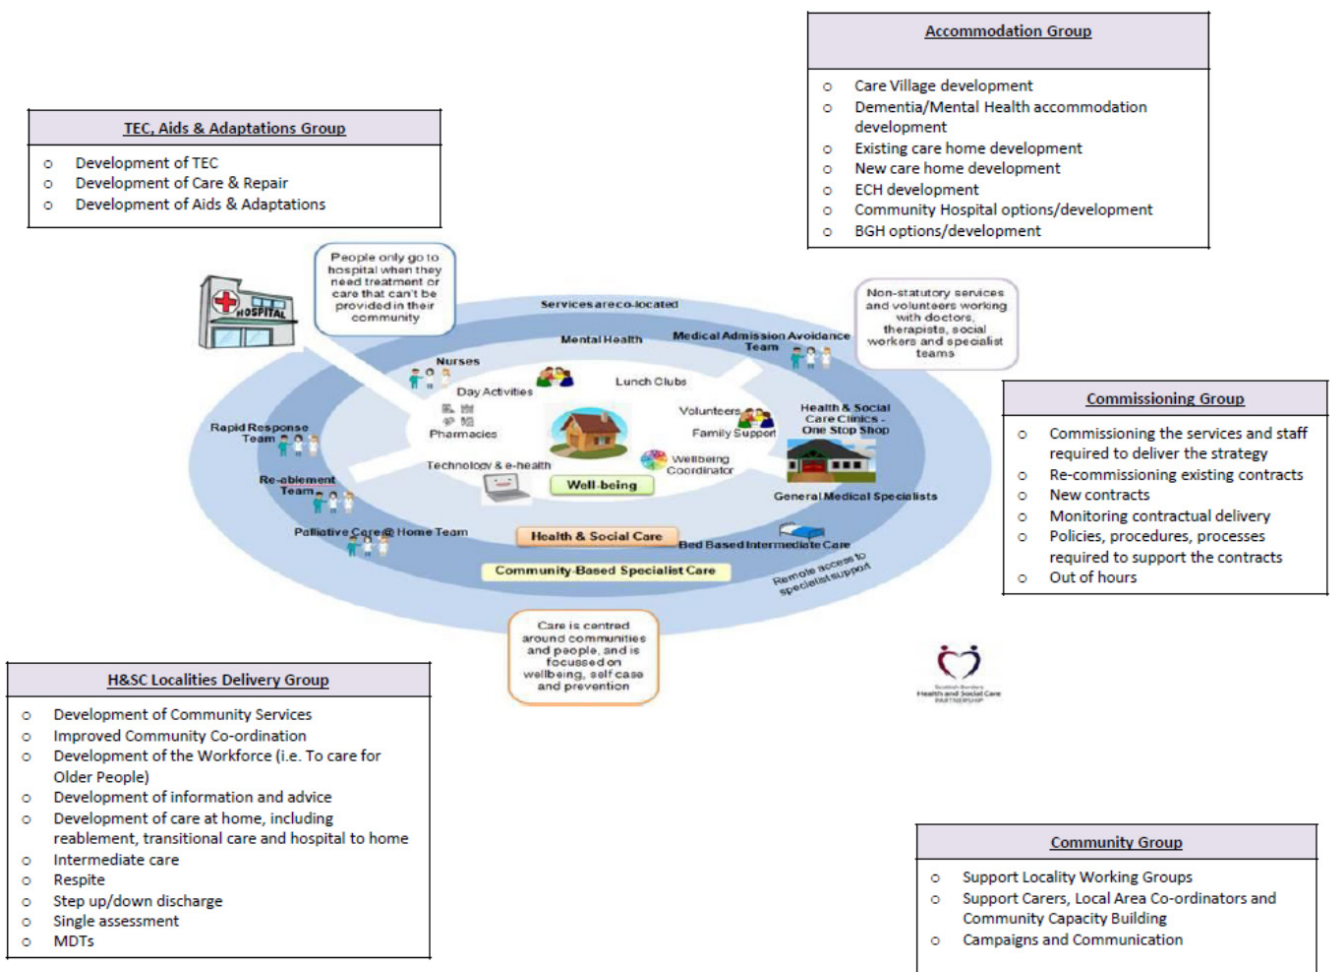 Accommodation Group
o Care Village development
o Dementia/Mental Health accommodation
development
o Existing care home development
o New care home development
o ECH development
o Community Hospital options/development
o BGH options/development
TEC, Aids & Adaptations Group
o Development of TEC
o Development of Care & Repair
o Development of Aids & Adaptations
People only go to
hospital when they
need treatment or
care that can't be
provided in their
community
HOSPITAL
Services are co-located
Non-statutory services
and volunteers working
with doctors,
therapists, social
workers and specialist
teams
Mental Health
Medical Admission Avoidance
Team
Nurses
Lunch Clubs
Day Activities
Pharmacies
Volunteers
Family Support
Health & Social
Care Clinics -
One Stop Shop
Rapid Response
Team
Technology & e-health
Wellbeing
Coordinator
Re-ablement
Team
Well-being
General Medical Specialists
Palliative Care @ Home Team
Health & Social Care
Bed Based Intermediate Care
Community-Based Specialist Care
Remote access to
specialist support
Care is centred
around communities
and people, and is
focussed on
wellbeing, self case
and prevention
Commissioning Group
o Commissioning the services and staff
required to deliver the strategy
o Re-commissioning existing contracts
o New contracts
o Monitoring contractual delivery
o Policies, procedures, processes
required to support the contracts
o Out of hours
Scottish Borders
Health and Social Care
PARTNERSHIP
H&SC Localities Delivery Group
o Development of Community Services
o Improved Community Co-ordination
o Development of the Workforce (i.e. To care for
Older People)
o Development of information and advice
o Development of care at home, including
reablement, transitional care and hospital to home
o Intermediate care
o Respite
o Step up/down discharge
o Single assessment
o MDTs
Community Group
o Support Locality Working Groups
o Support Carers, Local Area Co-ordinators and
Community Capacity Building
o Campaigns and Communication